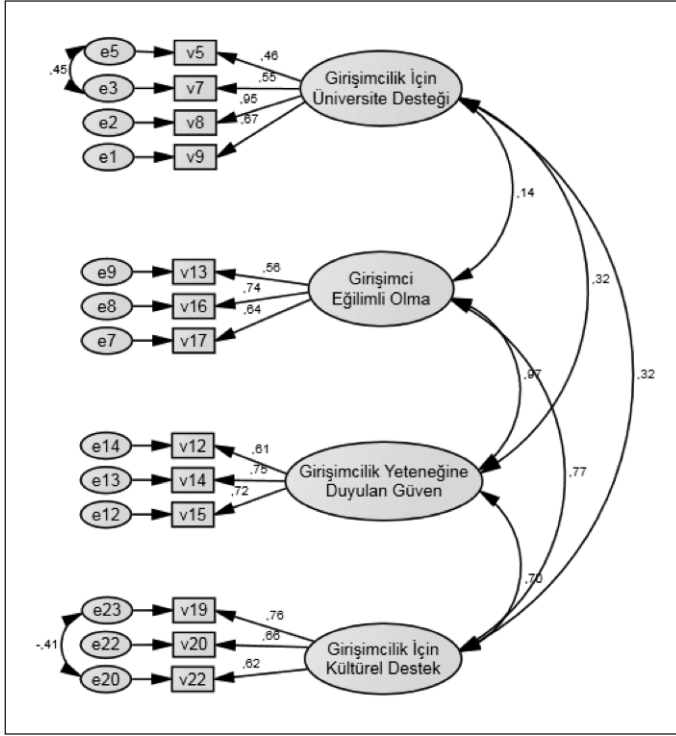 e5 v5 ,46 Girişimcilik İçin
Üniversite Desteği
,45
e3 v7 ,55
e2 v8 ,95
e1 v9 ,67
,14
e9 v13 ,56 Girişimci
Eğilimli Olma
e8 v16 ,74
e7 v17 ,64
,32
,97
,32
e14 v12 ,61 Girişimcilik Yeteneğine
Duyulan Güven
e13 v14 ,75
e12 v15 ,72
,77
,70
e23 v19 ,76 Girişimcilik İçin
Kültürel Destek
-,41
e22 v20 ,66
e20 v22 ,62